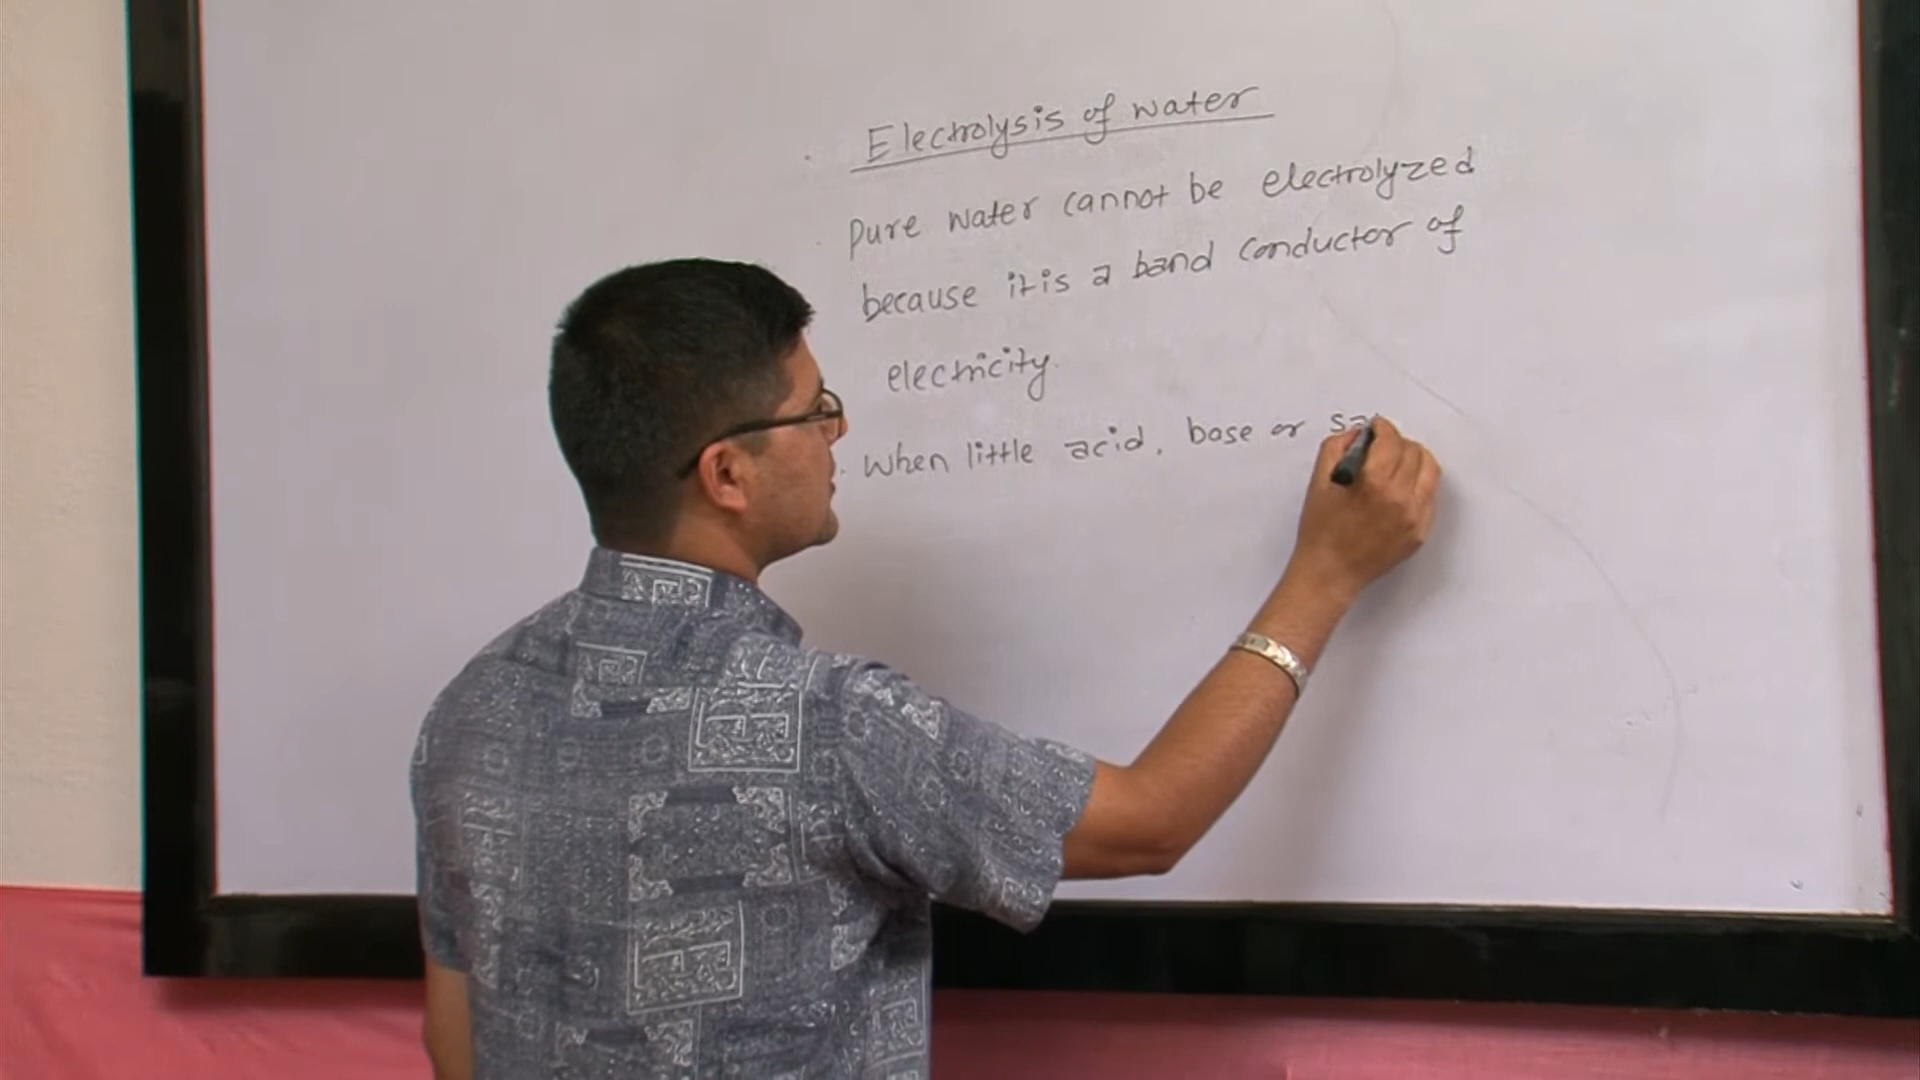 Electrolysis of water
pure water cannot be electrolyzed
because it is a band conductor of
electricity.
When little acid, base or sa